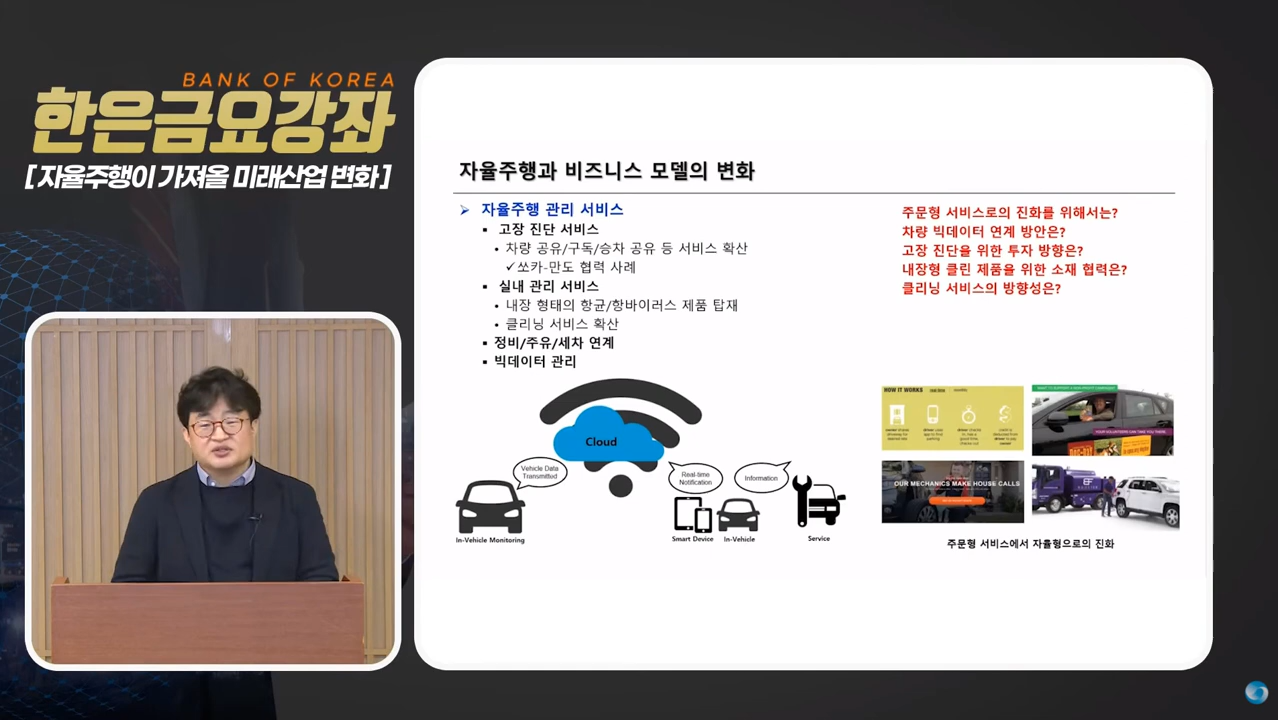 BANK OF KOREA
한은금요강좌
[ 자율주행이 가져올 미래산업 변화 ]
자율주행과 비즈니스 모델의 변화
➢ 자율주행 관리 서비스
▪ 고장 진단 서비스
• 차량 공유/구독/승차 공유 등 서비스 확산
✓쏘카-만도 협력 사례
▪ 실내 관리 서비스
• 내장 형태의 항균/항바이러스 제품 탑재
• 클리닝 서비스 확산
▪ 정비/주유/세차 연계
▪ 빅데이터 관리
주문형 서비스로의 진화를 위해서는?
차량 빅데이터 연계 방안은?
고장 진단을 위한 투자 방향은?
내장형 클린 제품을 위한 소재 협력은?
클리닝 서비스의 방향성은?
Cloud
Vehicle Data
Transmitted
Real-time
Notification
Information
In-Vehicle Monitoring
Smart Device
In-Vehicle
Service
HOW IT WORKS
YOUR VOLUNTEERS CAN TAKE YOU THERE.
OUR MECHANICS MAKE HOUSE CALLS
주문형 서비스에서 자율형으로의 진화